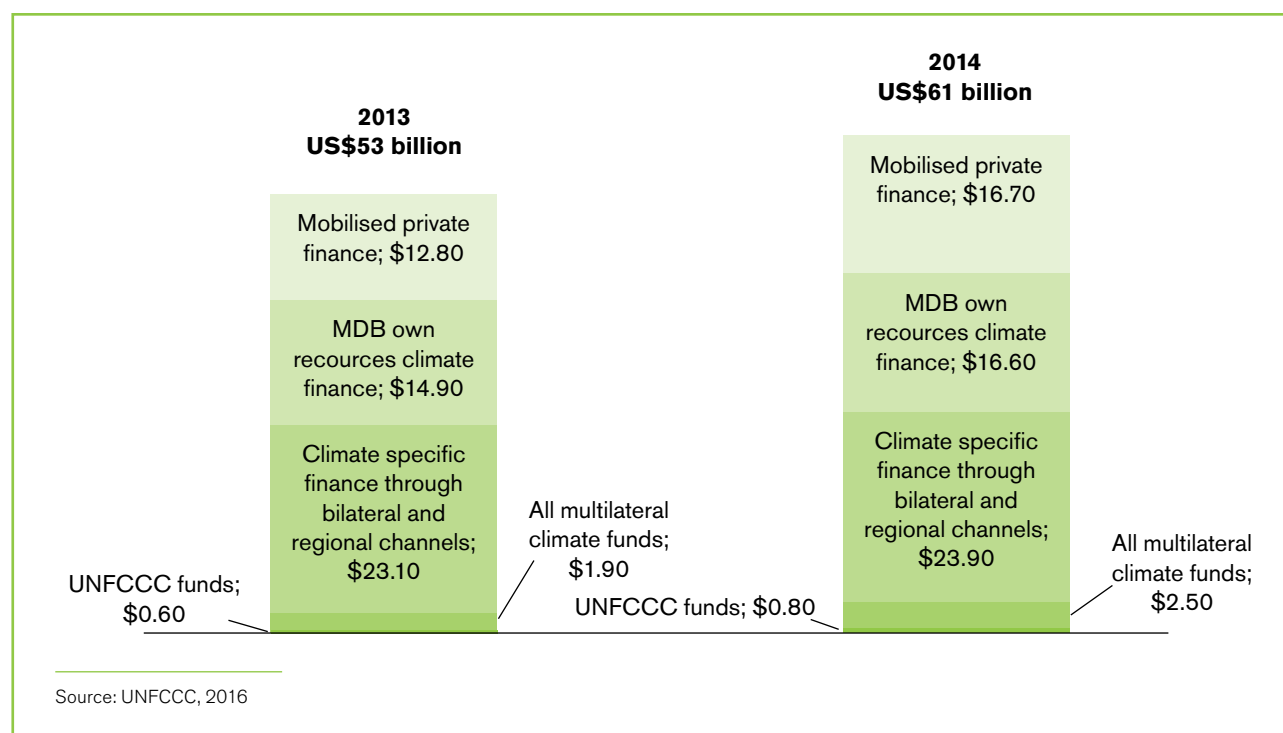 2013
US$53 billion
Mobilised private
finance; $12.80
MDB own
recources climate
finance; $14.90
Climate specific
finance through
bilateral and
regional channels;
$23.10
UNFCCC funds;
$0.60
All multilateral
climate funds;
$1.90
2014
US$61 billion
Mobilised private
finance; $16.70
MDB own
recources climate
finance; $16.60
Climate specific
finance through
bilateral and
regional channels;
$23.90
UNFCCC funds; $0.80
All multilateral
climate funds;
$2.50
Source: UNFCCC, 2016